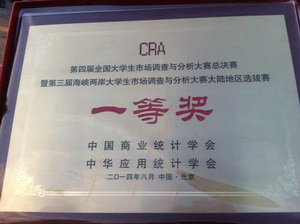 CRA
第四届全国大学生市场调查与分析大赛总决赛
暨第三届海峡两岸大学生市场调查与分析大赛大陆地区选拔赛
一等奖
中国商业统计学会
中华应用统计学会
二〇一四年八月 中国·北京